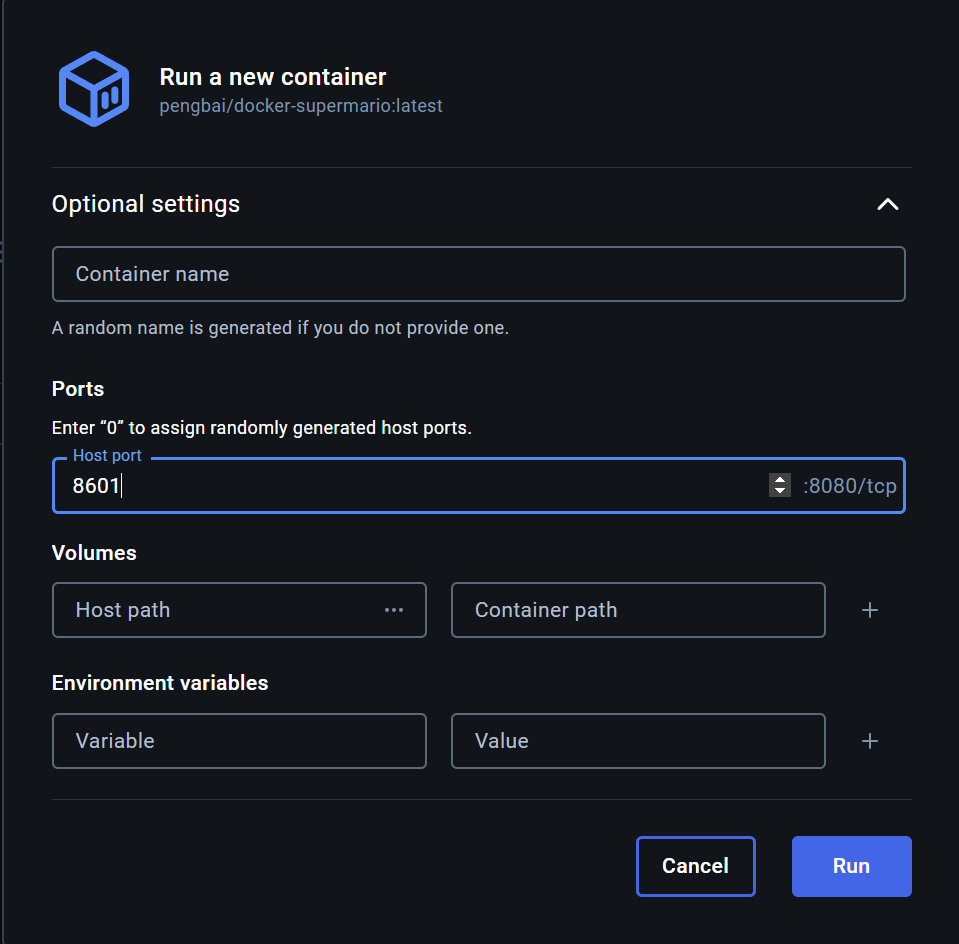 Run a new container
pengbai/docker-supermario:latest
Optional settings
Container name
A random name is generated if you do not provide one.
Ports
Enter “0” to assign randomly generated host ports.
Host port
8601 :8080/tcp
Volumes
Host path ··· Container path +
Environment variables
Variable Value +
Cancel Run